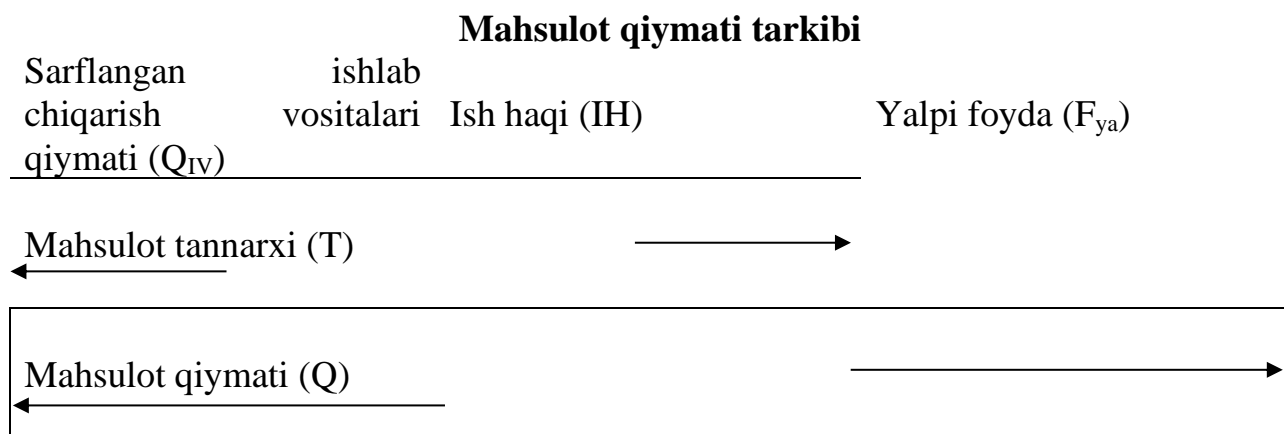 Mahsulot qiymati tarkibi
Sarflangan ishlab
chiqarish vositalari Ish haqi (IH) Yalpi foyda (Fya)
qiymati (QIV)
Mahsulot tannarxi (T)
Mahsulot qiymati (Q)